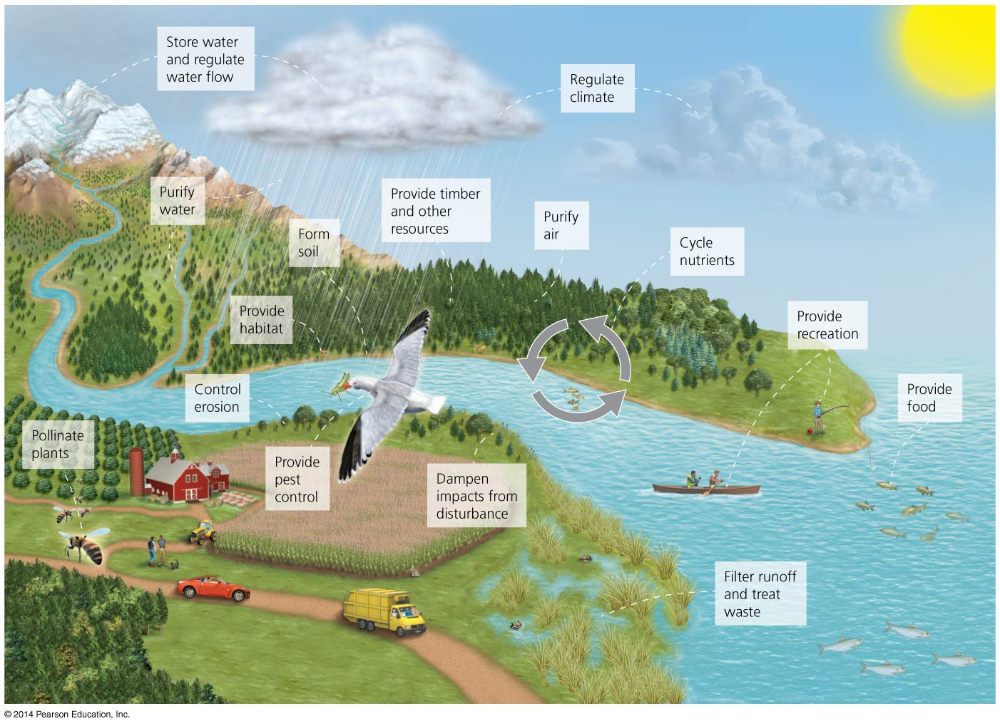 Store water
and regulate
water flow
Regulate
climate
Purify
water
Provide timber
and other
resources
Purify
air
Form
soil
Cycle
nutrients
Provide
habitat
Provide
recreation
Control
erosion
Provide
food
Pollinate
plants
Provide
pest
control
Dampen
impacts from
disturbance
Filter runoff
and treat
waste
© 2014 Pearson Education, Inc.